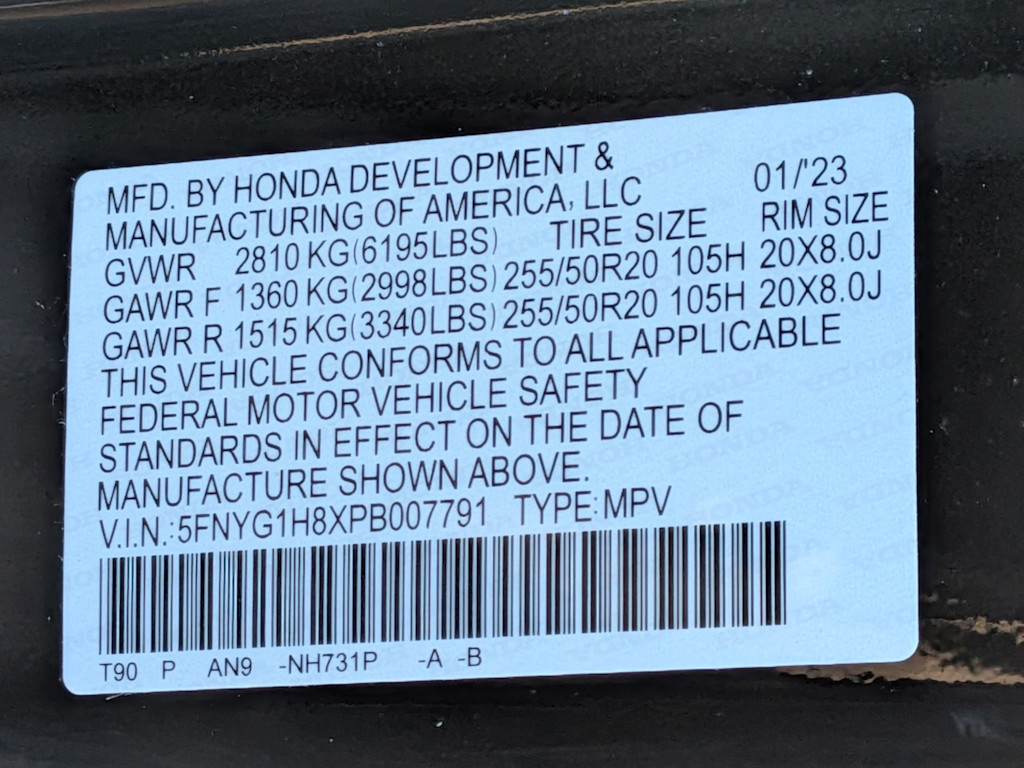 MFD. BY HONDA DEVELOPMENT &
MANUFACTURING OF AMERICA, LLC 01/'23
GVWR 2810 KG(6195LBS) TIRE SIZE RIM SIZE
GAWR F 1360 KG(2998LBS) 255/50R20 105H 20X8.0J
GAWR R 1515 KG(3340LBS) 255/50R20 105H 20X8.0J
THIS VEHICLE CONFORMS TO ALL APPLICABLE
FEDERAL MOTOR VEHICLE SAFETY
STANDARDS IN EFFECT ON THE DATE OF
MANUFACTURE SHOWN ABOVE.
V.I.N.:5FNYG1H8XPB007791 TYPE:MPV
T90 P AN9 -NH731P -A -B